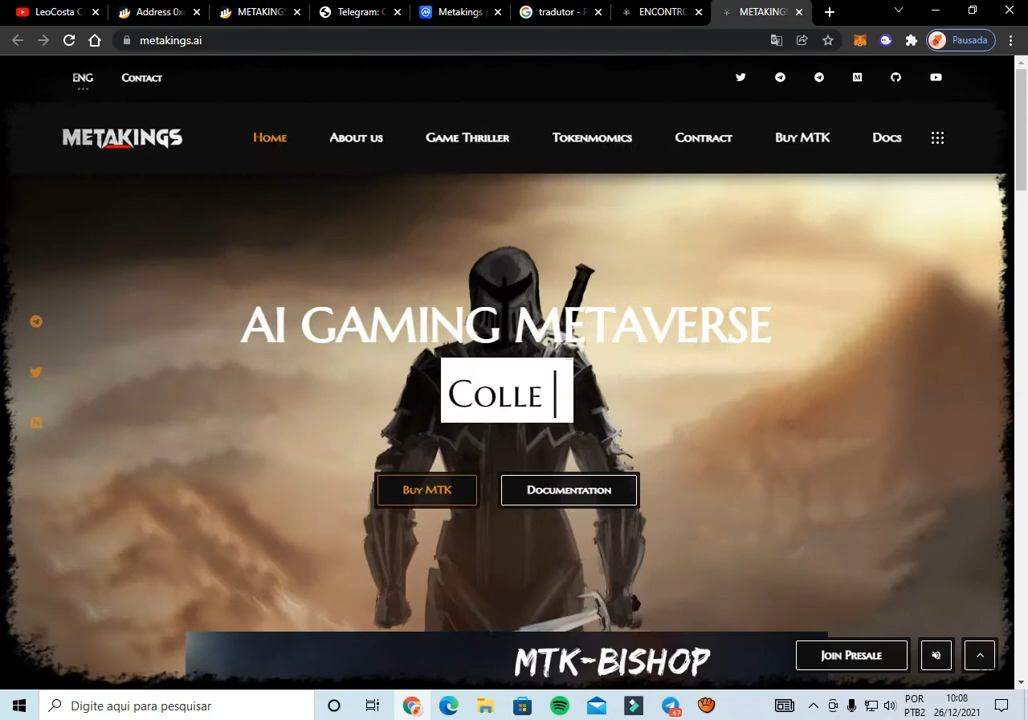 LeoCosta C
Address 0x
METAKINGS
Telegram: C
Metakings
tradutor - P
ENCONTRO
METAKINGS
metakings.ai
Pausada
ENG
Contact
METAKINGS
Home
About us
Game Thriller
Tokenmomics
Contract
Buy MTK
Docs
AI GAMING METAVERSE
Colle
Buy MTK
Documentation
MTK-BISHOP
Join Presale
Digite aqui para pesquisar
67
POR
PTB2
10:08
26/12/2021